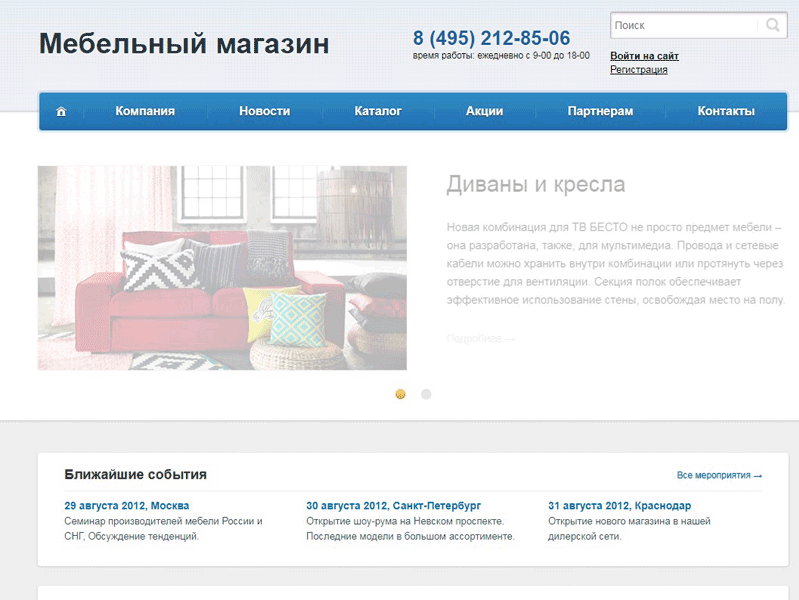 Мебельный магазин
8 (495) 212-85-06
время работы: ежедневно с 9-00 до 18-00
Поиск
Войти на сайт
Регистрация
Компания Новости Каталог Акции Партнерам Контакты
Диваны и кресла
Новая комбинация для ТВ БЕСТО не просто предмет мебели –
она разработана, также, для мультимедиа. Провода и сетевые
кабели можно хранить внутри комбинации или протянуть через
отверстие для вентиляции. Секция полок обеспечивает
эффективное использование стены, освобождая место на полу.
Подробнее →
Ближайшие события
Все мероприятия →
29 августа 2012, Москва
Семинар производителей мебели России и
СНГ, Обсуждение тенденций.
30 августа 2012, Санкт-Петербург
Открытие шоу-рума на Невском проспекте.
Последние модели в большом ассортименте.
31 августа 2012, Краснодар
Открытие нового магазина в нашей
дилерской сети.